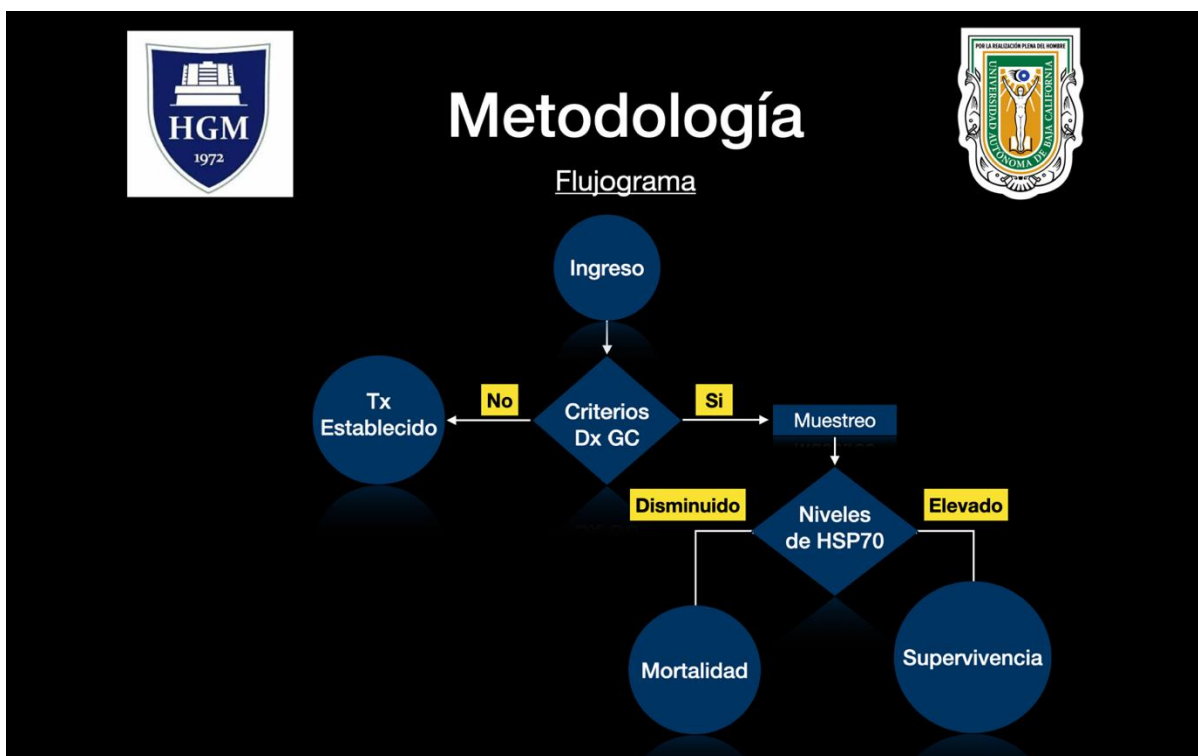 HGM
1972
Metodología
POR LA REALIZACIÓN PLENA DEL HOMBRE
UNIVERSIDAD AUTÓNOMA DE BAJA CALIFORNIA
Flujograma
Ingreso
Tx
Establecido
No
Criterios
Dx GC
Si
Muestreo
Disminuido
Niveles
de HSP70
Elevado
Mortalidad
Supervivencia